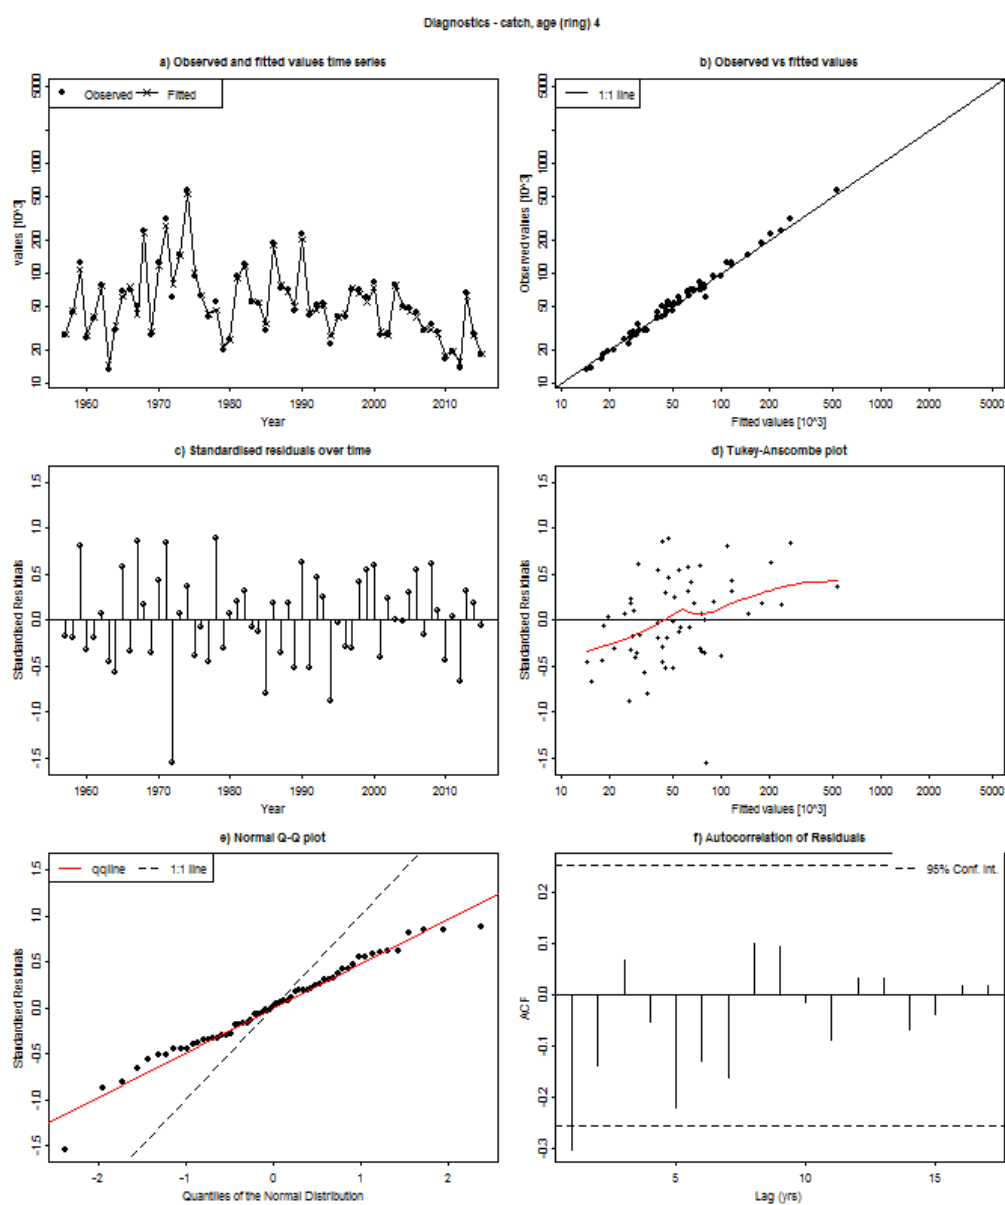 Diagnostics - catch, age (ring) 4
a) Observed and fitted values time series
values [10^3]
5000
1000
500
200
100
50
20
10
Observed
Fitted
1960 1970 1980 1990 2000 2010
Year
b) Observed vs fitted values
Observed values [10^3]
5000
1000
500
200
100
50
20
10
1:1 line
10 20 50 100 200 500 1000 5000
Fitted values [10^3]
c) Standardised residuals over time
Standardised Residuals
1.5
1.0
0.5
0.0
-0.5
-1.0
-1.5
1960 1970 1980 1990 2000 2010
Year
d) Tukey-Anscombe plot
Standardised Residuals
1.5
1.0
0.5
0.0
-0.5
-1.0
-1.5
10 20 50 100 200 500 1000 5000
Fitted values [10^3]
e) Normal Q-Q plot
Standardised Residuals
1.5
1.0
0.5
0.0
-0.5
-1.0
-1.5
qqline
1:1 line
-2 -1 0 1 2
Quantiles of the Normal Distribution
f) Autocorrelation of Residuals
ACF
0.2
0.1
0.0
-0.1
-0.2
-0.3
95% Conf. Int.
5 10 15
Lag (yrs)